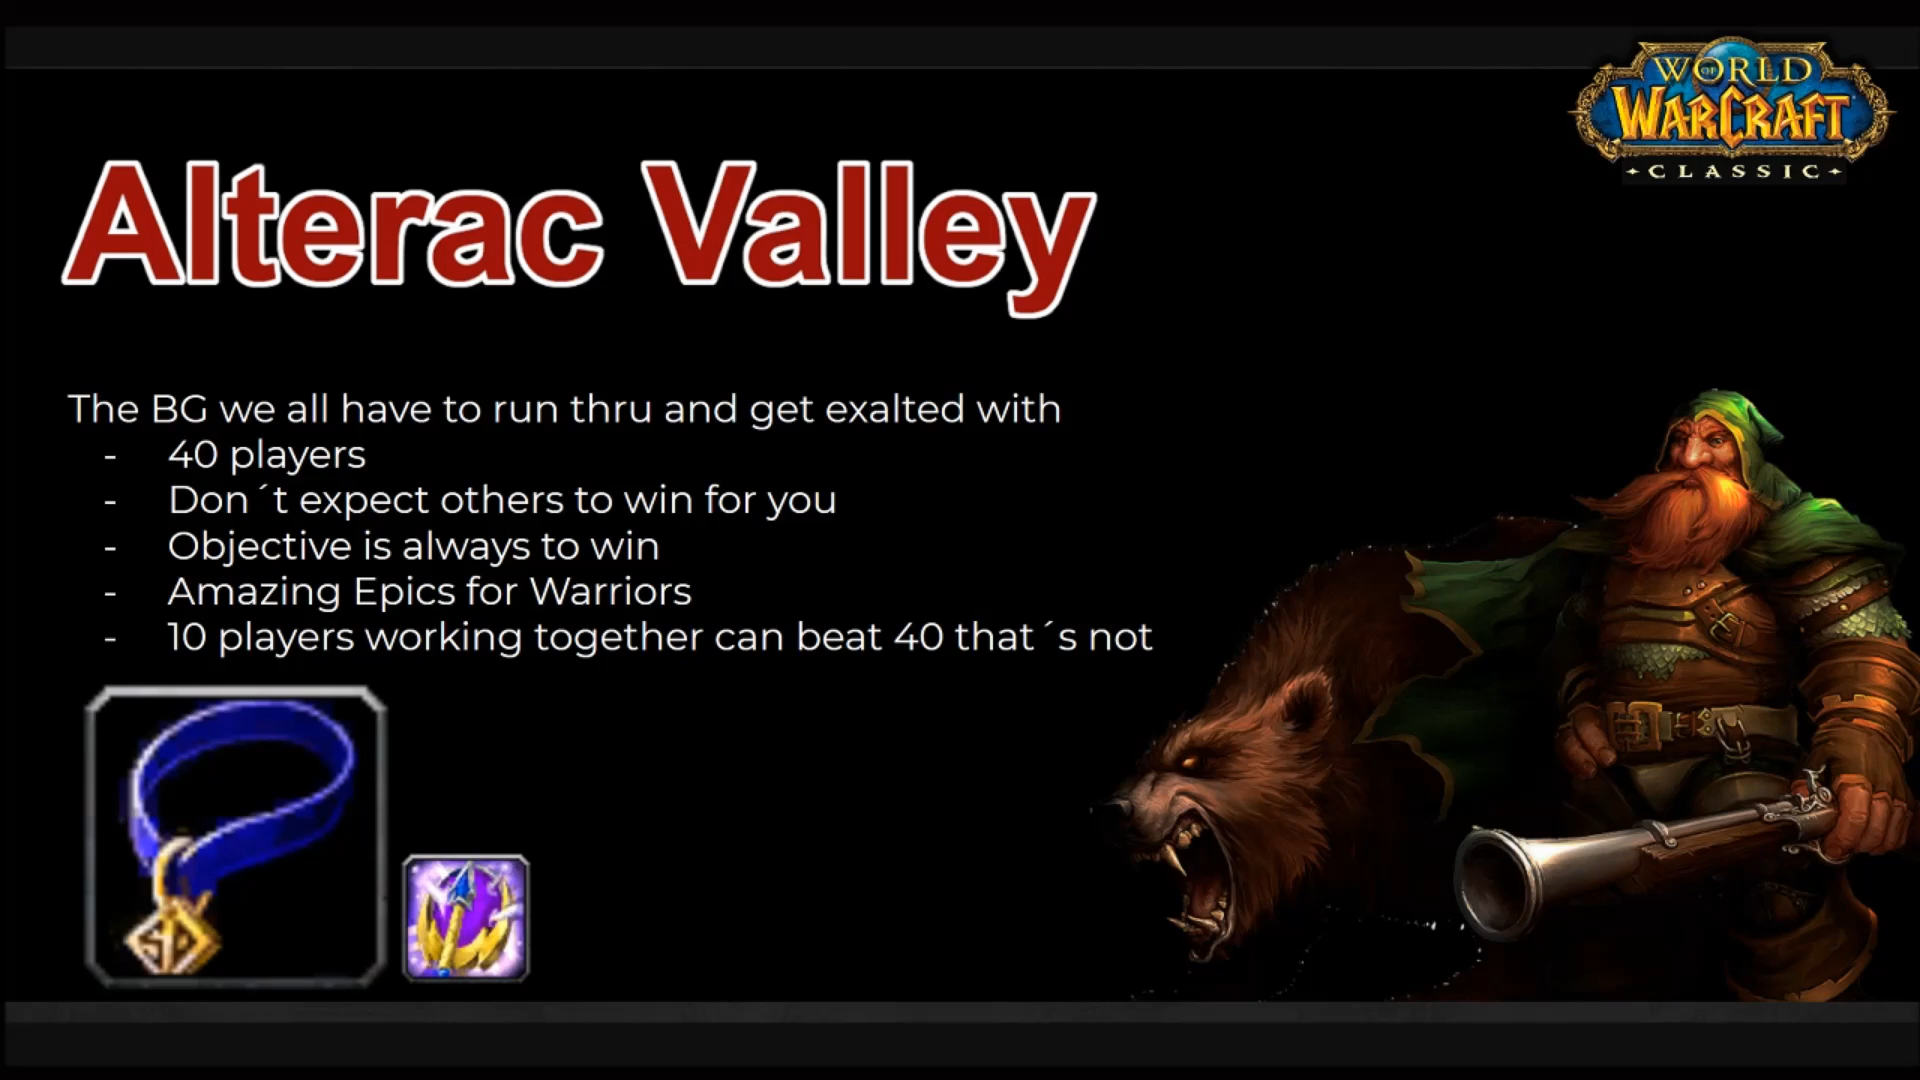 WORLD
OF
WARCRAFT
CLASSIC
Alterac Valley
The BG we all have to run thru and get exalted with
- 40 players
- Don´t expect others to win for you
- Objective is always to win
- Amazing Epics for Warriors
- 10 players working together can beat 40 that´s not